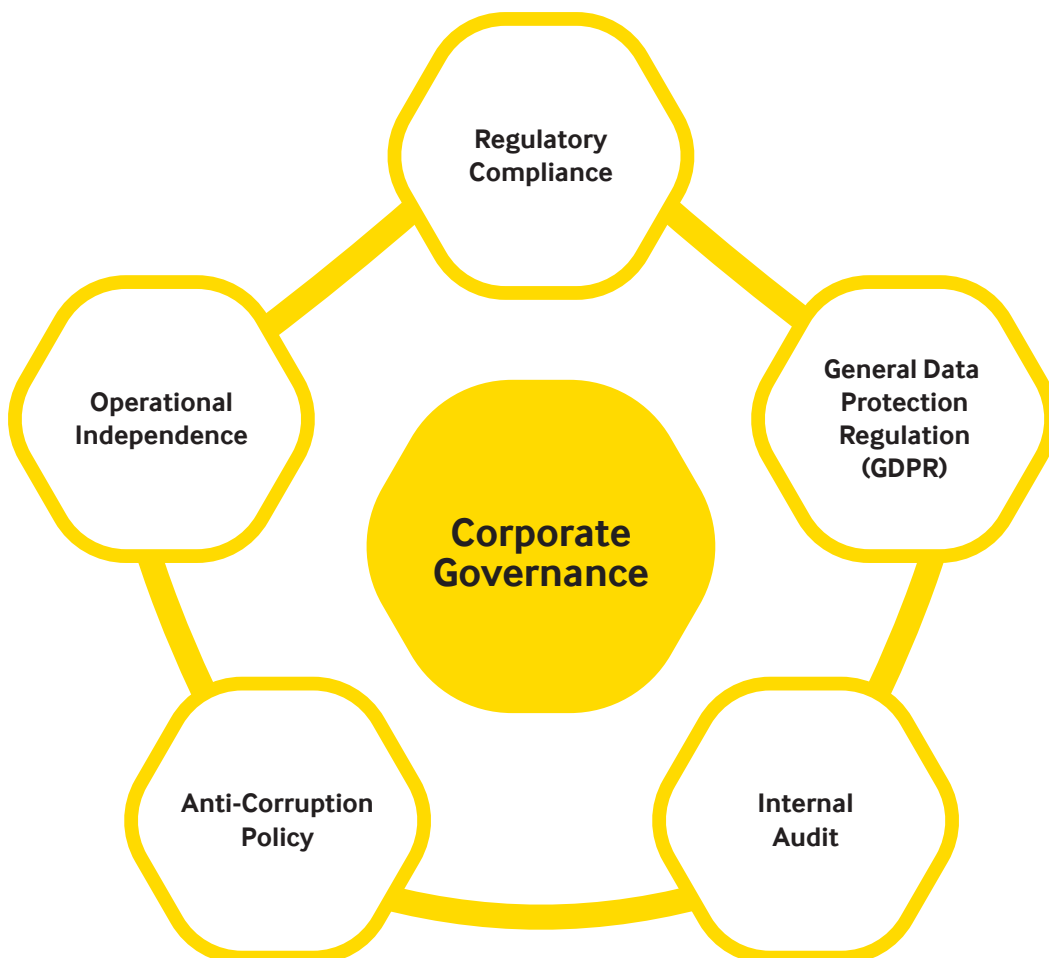 Regulatory
Compliance
General Data
Protection
Regulation
(GDPR)
Operational
Independence
Corporate
Governance
Anti-Corruption
Policy
Internal
Audit